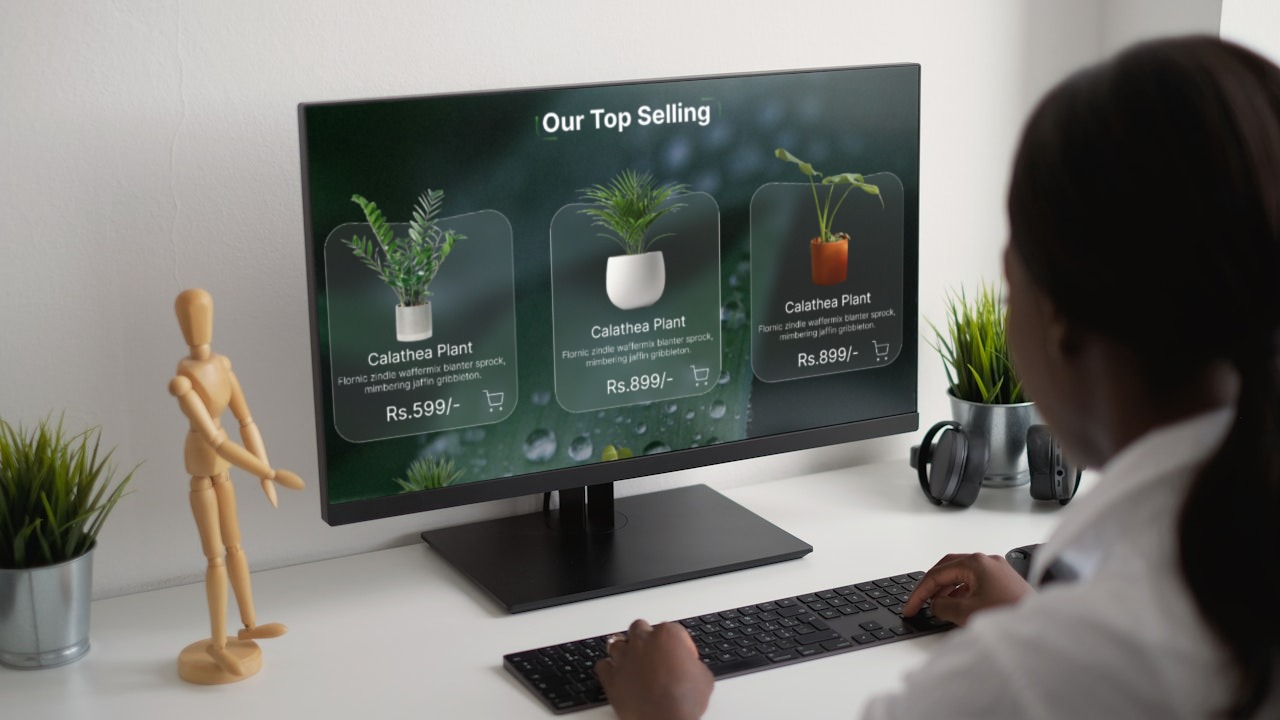 Our Top Selling
Calathea Plant
Flornic zindle waffermix blanter sprock,
mimbering jaffin gribbleton.
Rs.599/-
Calathea Plant
Flornic zindle waffermix blanter sprock,
mimbering jaffin gribbleton.
Rs.899/-
Calathea Plant
Flornic zindle waffermix blanter sprock,
mimbering jaffin gribbleton.
Rs.899/-